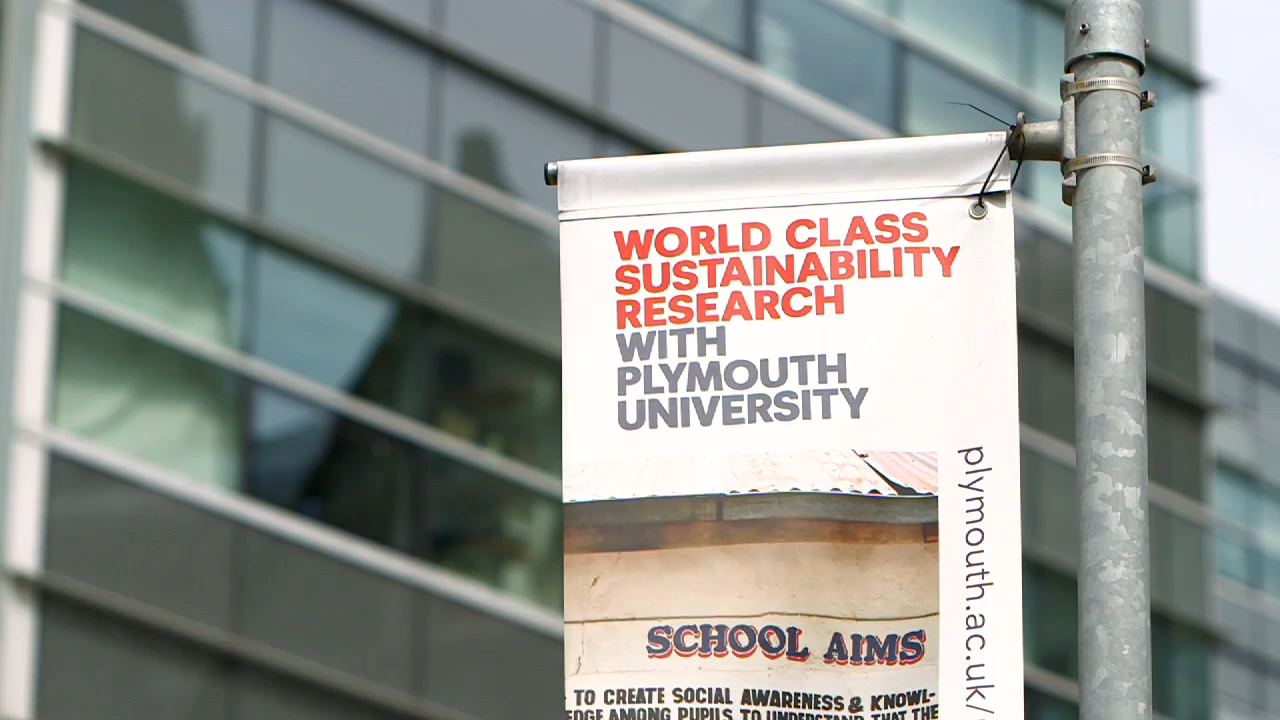 WORLD CLASS
SUSTAINABILITY
RESEARCH
WITH
PLYMOUTH
UNIVERSITY
plymouth.ac.uk/
SCHOOL AIMS
TO CREATE SOCIAL AWARENESS & KNOWL-
EDGE AMONG PUPILS TO UNDERSTAND THAT THE